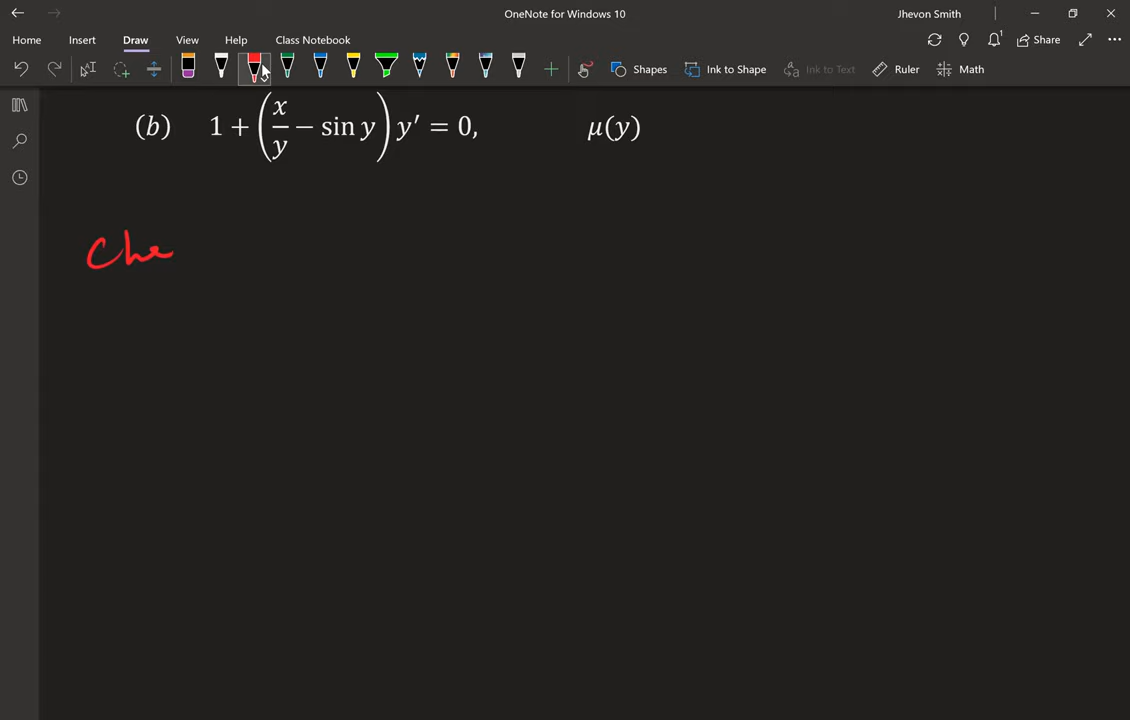 OneNote for Windows 10
Jhevon Smith
Home Insert Draw View Help Class Notebook
Share
Shapes Ink to Shape Ink to Text Ruler Math
(b) 1 + (x/y − sin y) y′ = 0, μ(y)
Che